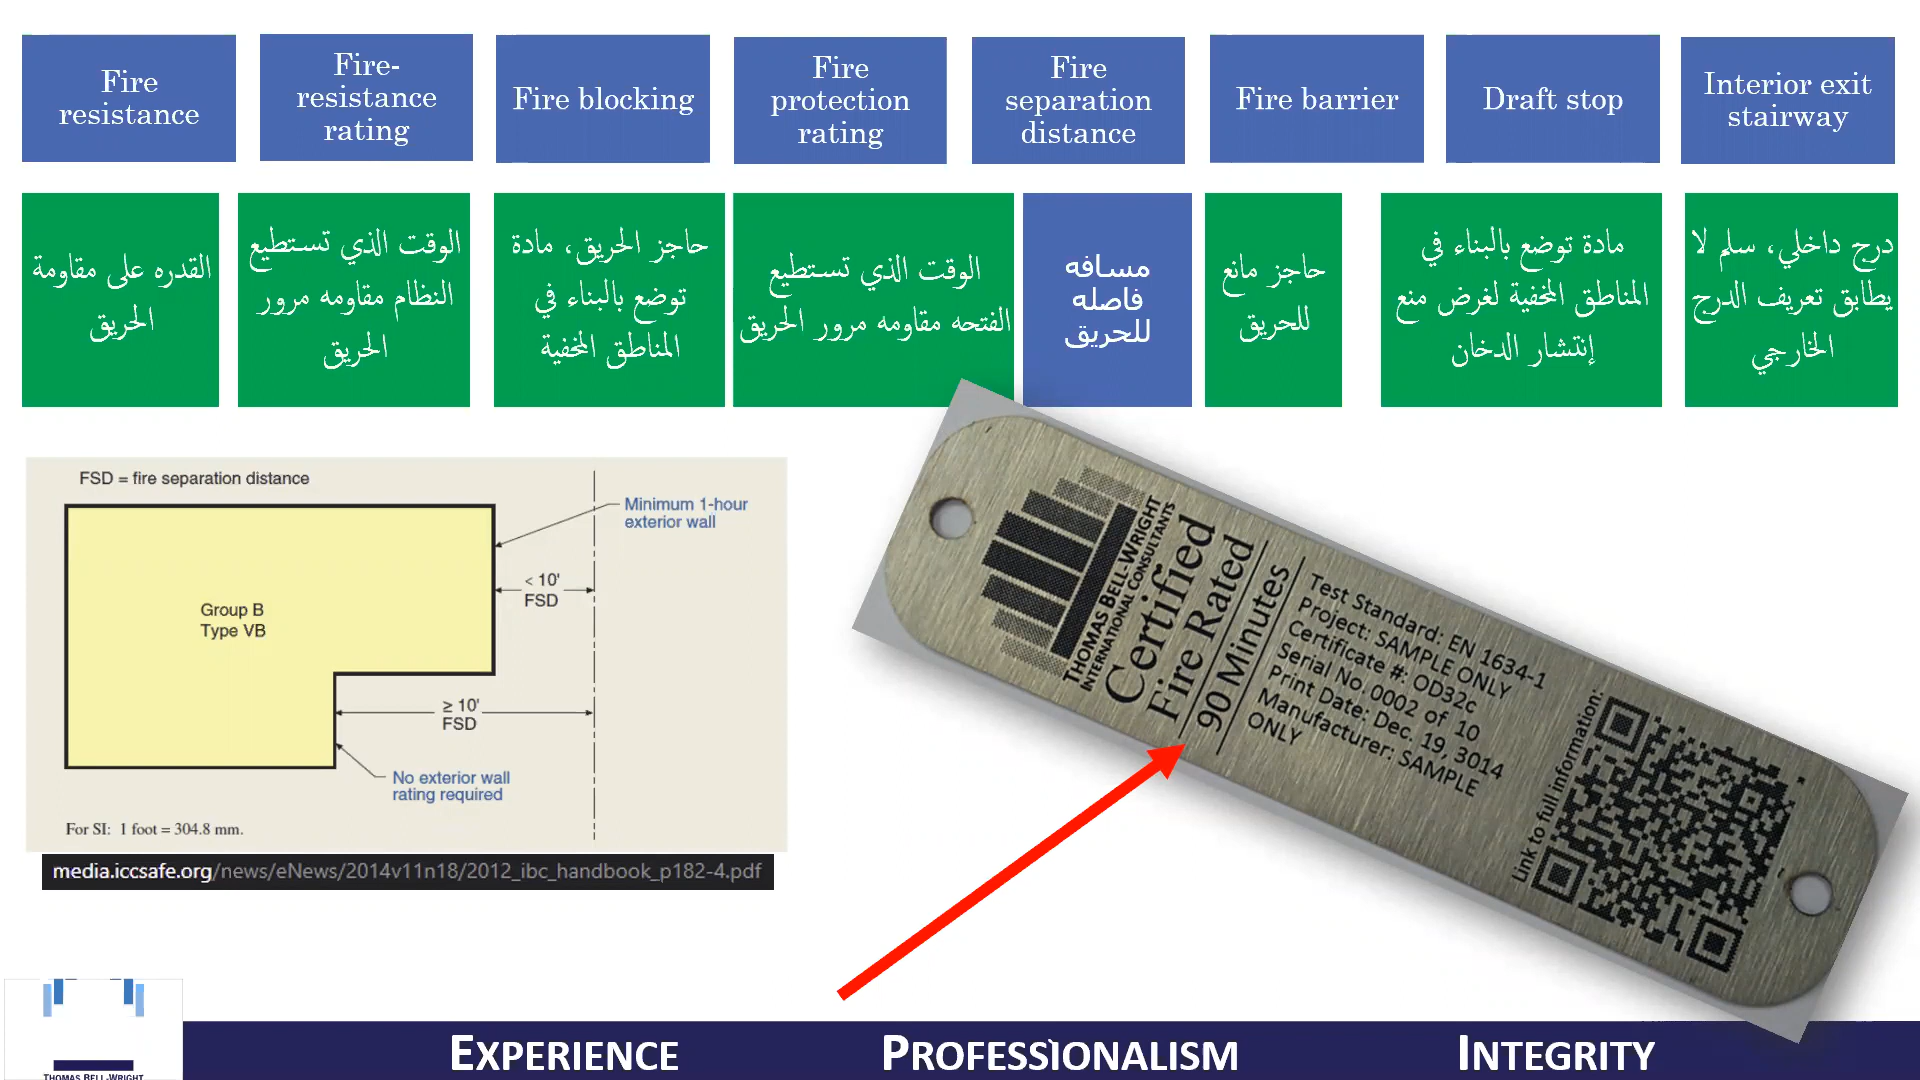 Fire
resistance
Fire-
resistance
rating
Fire blocking
Fire
protection
rating
Fire
separation
distance
Fire barrier
Draft stop
Interior exit
stairway
القدره على مقاومة
الحريق
الوقت الذي تستطيع
النظام مقاومه مرور
الحريق
حاجز الحريق، مادة
توضع بالبناء في
المناطق المخفية
الوقت الذي تستطيع
الفتحه مقاومه مرور الحريق
مسافه
فاصله
للحريق
حاجز مانع
للحريق
مادة توضع بالبناء في
المناطق المخفية لغرض منع
إنتشار الدخان
درج داخلي، سلم لا
يطابق تعريف الدرج
الخارجي
FSD = fire separation distance
Minimum 1-hour
exterior wall
< 10'
FSD
Group B
Type VB
≥ 10'
FSD
No exterior wall
rating required
For SI: 1 foot = 304.8 mm.
media.iccsafe.org/news/eNews/2014v11n18/2012_ibc_handbook_p182-4.pdf
THOMAS BELL-WRIGHT
INTERNATIONAL CONSULTANTS
Certified
Fire Rated
90 Minutes
Test Standard: EN 1634-1
Project: SAMPLE ONLY
Certificate #: OD32c
Serial No. 0002 of 10
Print Date: Dec. 19, 3014
Manufacturer: SAMPLE
ONLY
Link to full information:
THOMAS BELL-WRIGHT
EXPERIENCE
PROFESSIONALISM
INTEGRITY